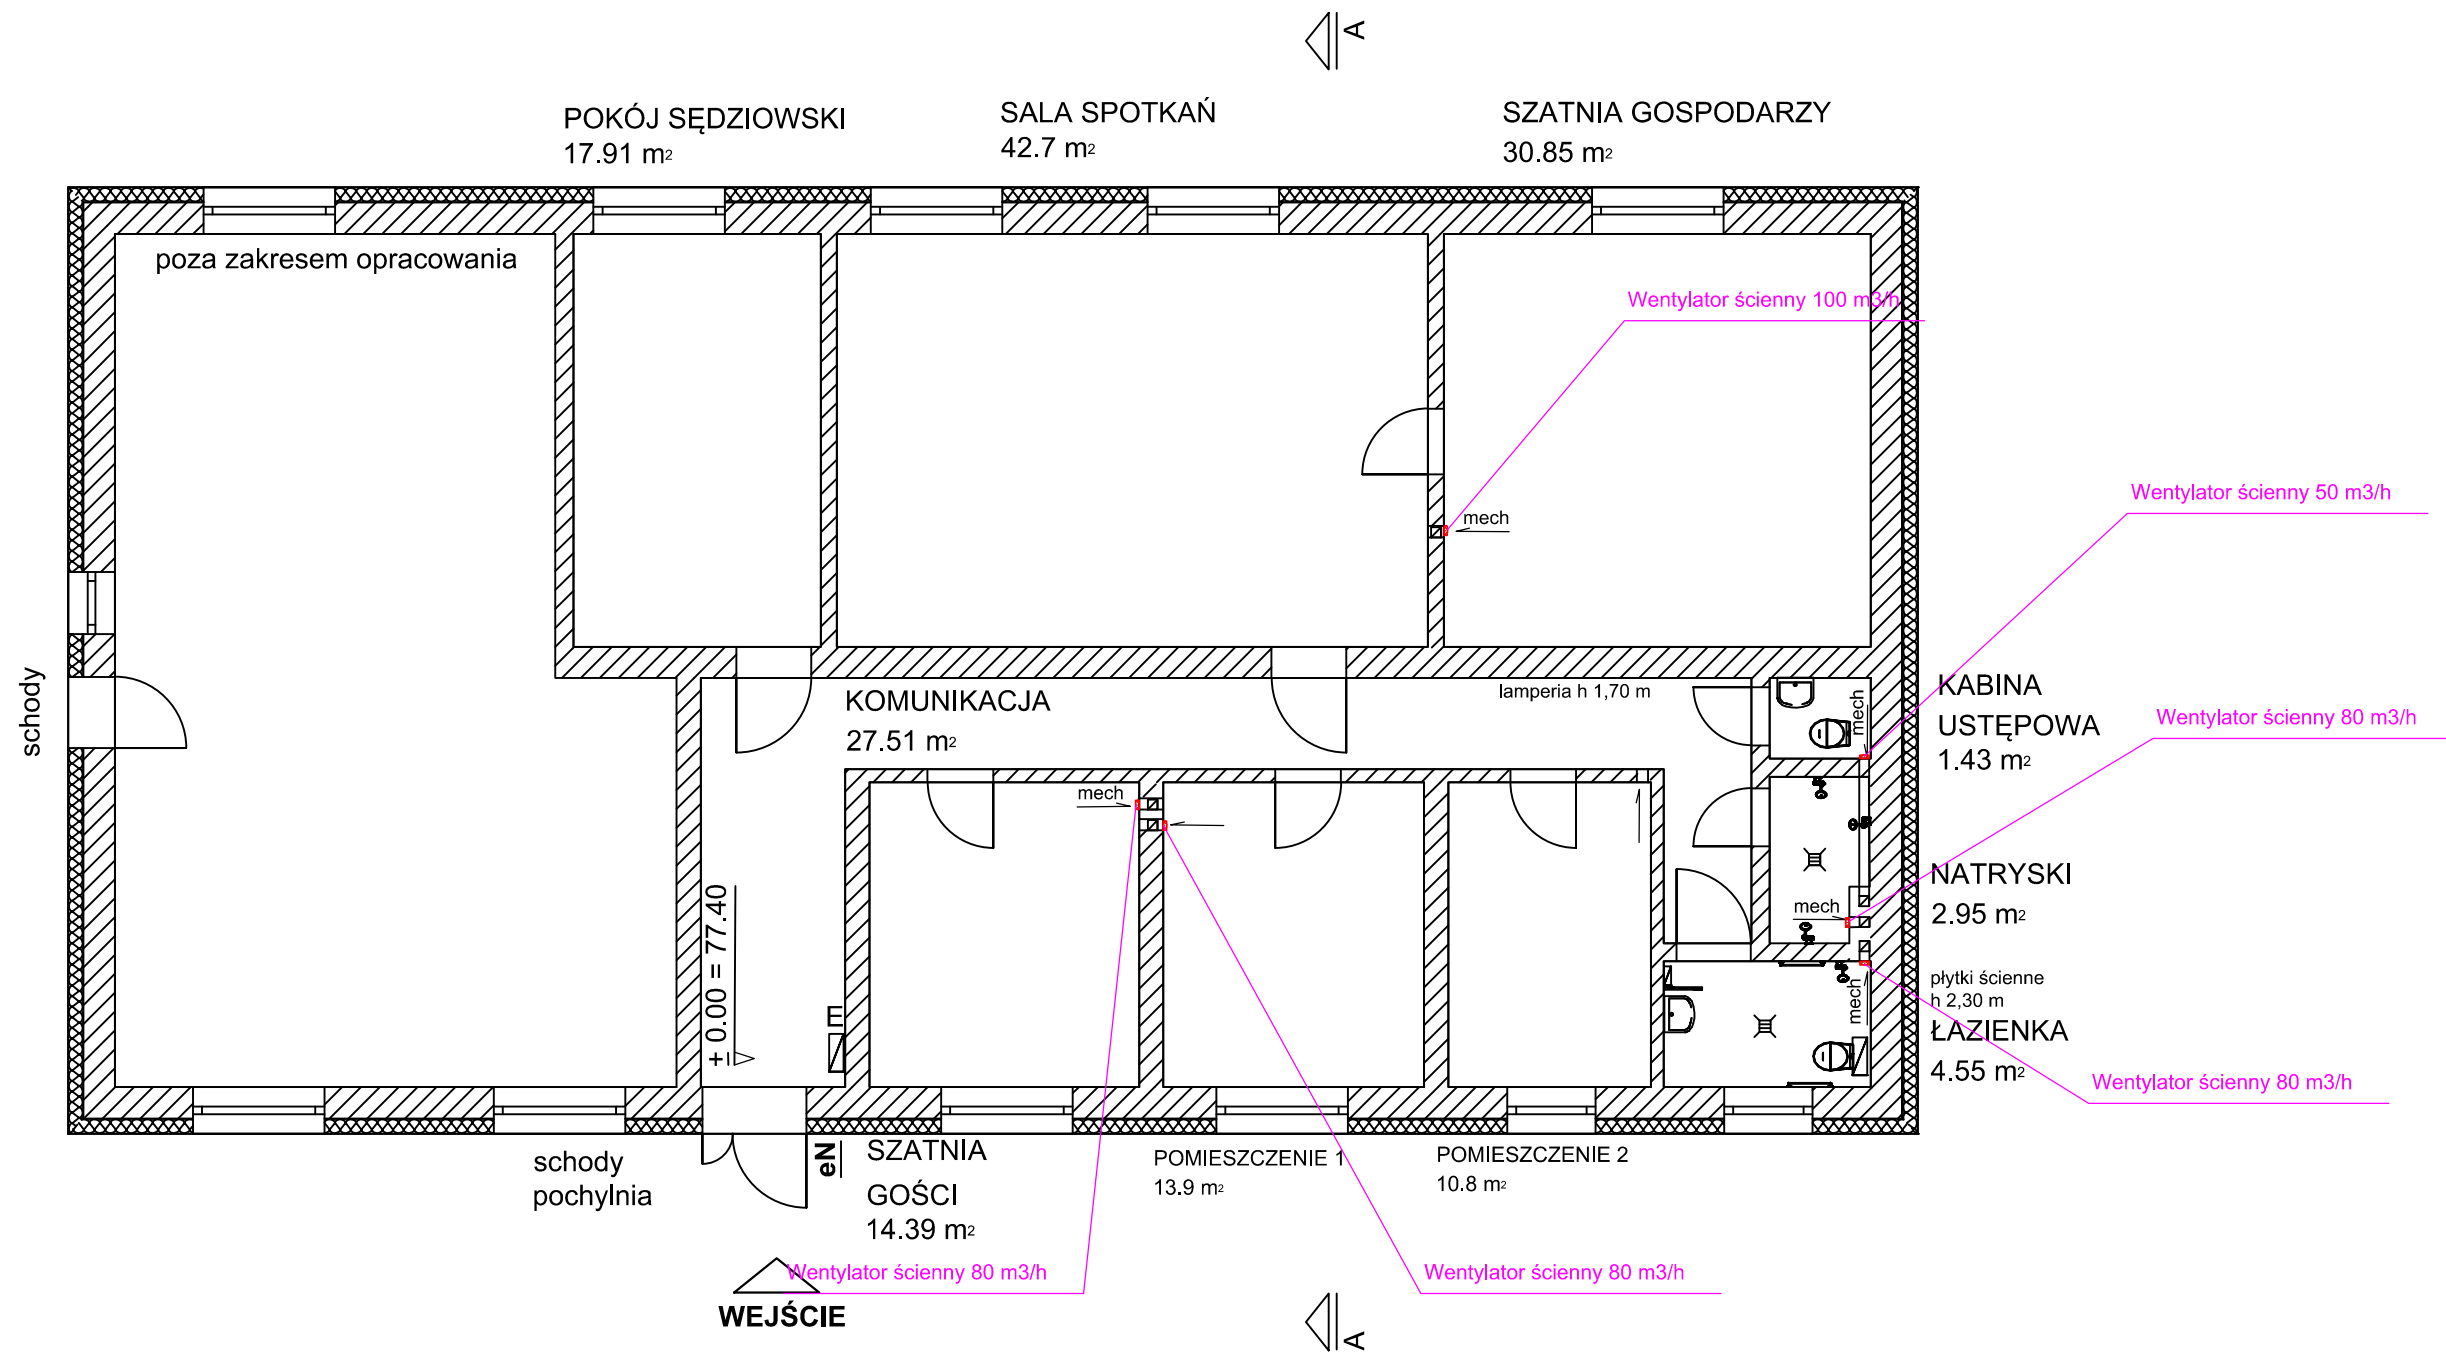 A
POKÓJ SĘDZIOWSKI
17.91 m²
SALA SPOTKAŃ
42.7 m²
SZATNIA GOSPODARZY
30.85 m²
poza zakresem opracowania
Wentylator ścienny 100 m3/h
mech
Wentylator ścienny 50 m3/h
schody
KOMUNIKACJA
27.51 m²
lamperia h 1,70 m
mech
KABINA
USTĘPOWA
1.43 m²
Wentylator ścienny 80 m3/h
mech
± 0.00 = 77.40
E
mech
NATRYSKI
2.95 m²
mech
płytki ścienne
h 2,30 m
ŁAZIENKA
4.55 m²
Wentylator ścienny 80 m3/h
schody
pochylnia
eN
SZATNIA
GOŚCI
14.39 m²
POMIESZCZENIE 1
13.9 m²
POMIESZCZENIE 2
10.8 m²
Wentylator ścienny 80 m3/h
Wentylator ścienny 80 m3/h
WEJŚCIE
A